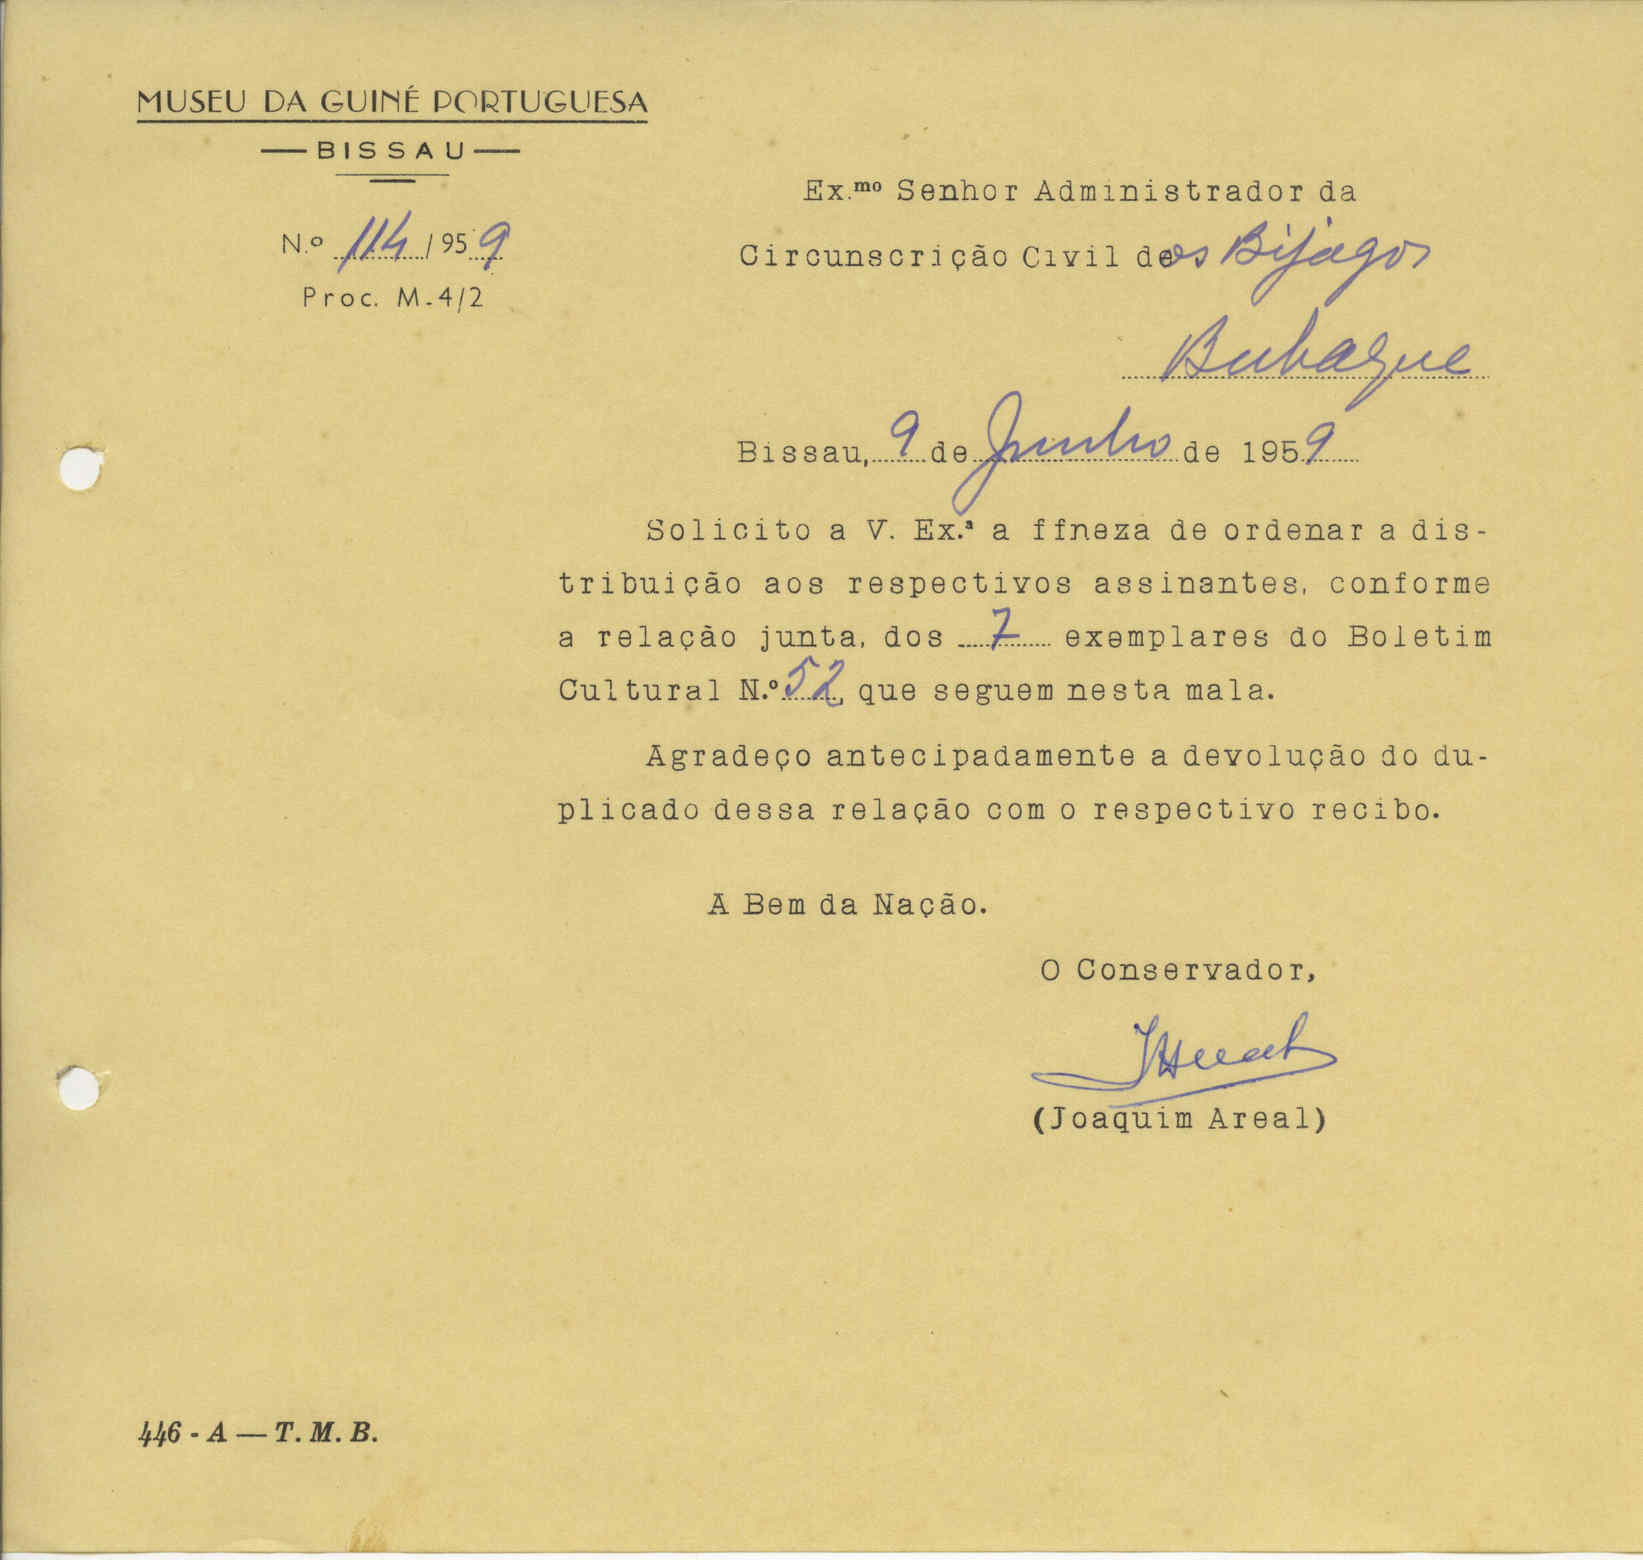 MUSEU DA GUINÉ PORTUGUESA
— BISSAU —
N.º 114/1959
Proc. M-4/2
Ex.mo Senhor Administrador da
Circunscrição Civil dos Bijagos
Bubaque
Bissau, 9 de Junho de 1959
Solicito a V. Ex.ª a ffneza de ordenar a dis-
tribuição aos respectivos assinantes, conforme
a relação junta, dos 7 exemplares do Boletim
Cultural N.º 52, que seguem nesta mala.
Agradeço antecipadamente a devolução do du-
plicado dessa relação com o respectivo recibo.
A Bem da Nação.
O Conservador,
(Joaquim Areal)
446 - A — T. M. B.